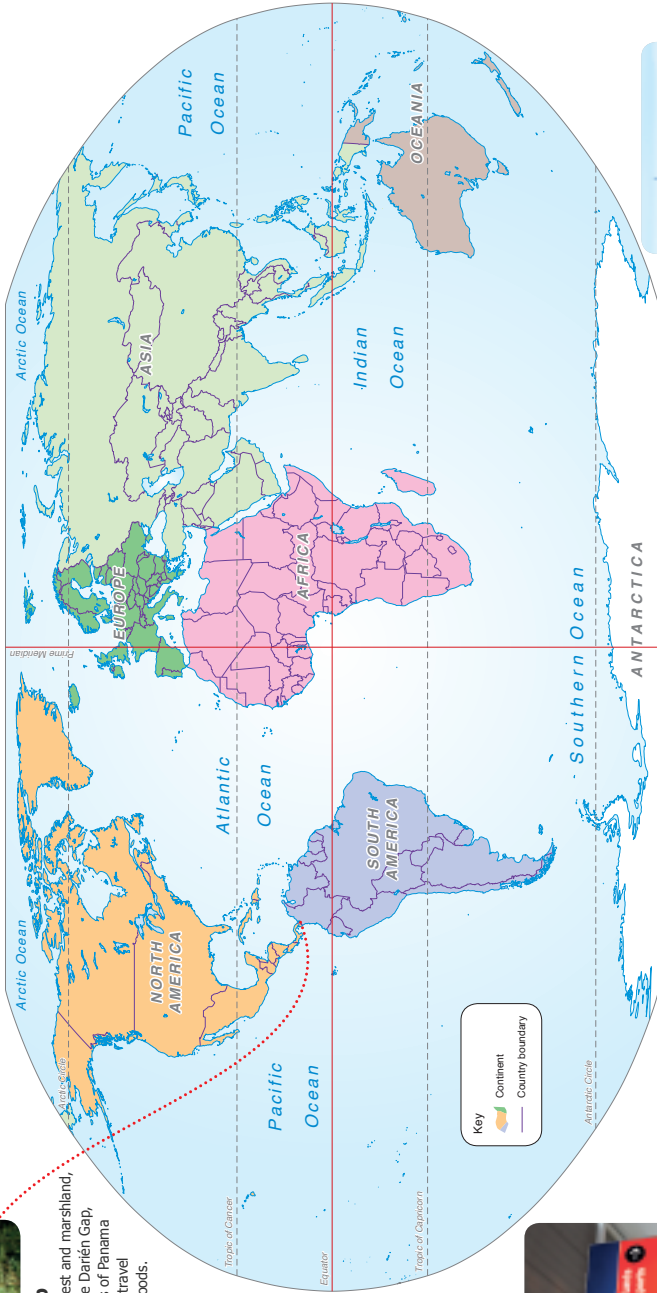 Arctic Ocean
Arctic Ocean
Arctic Circle
Prime Meridian
NORTH
AMERICA
EUROPE
ASIA
Pacific
Ocean
Atlantic
Ocean
Tropic of Cancer
Pacific
Ocean
AFRICA
Indian
Ocean
Equator
SOUTH
AMERICA
OCEANIA
Tropic of Capricorn
Key
Continent
Country boundary
Southern Ocean
Antarctic Circle
ANTARCTICA
est and marshland,
e Darién Gap,
s of Panama
travel
oods.